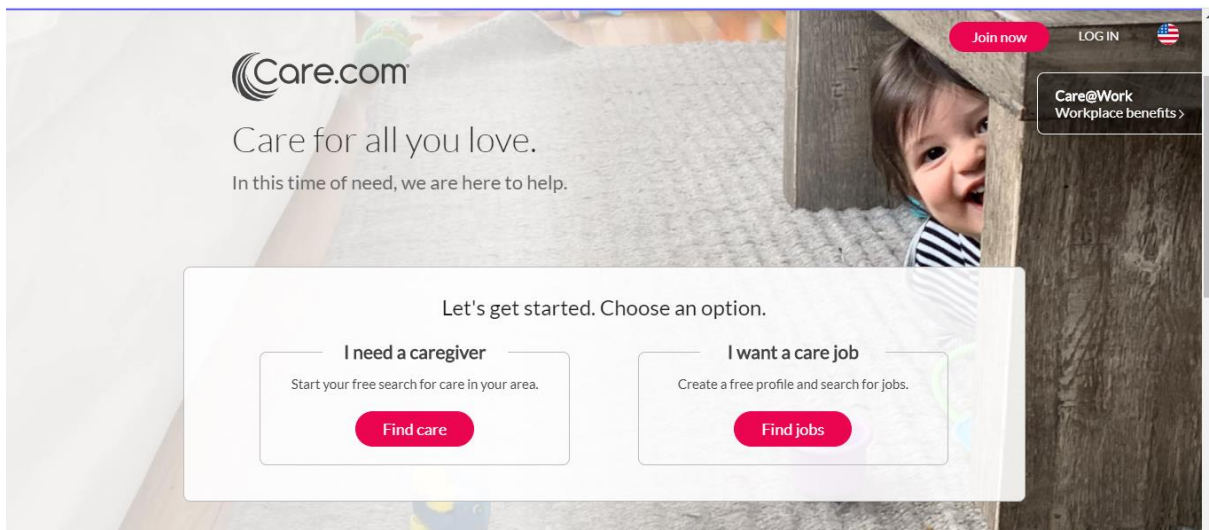 Join now
LOG IN
Care.com
Care@Work
Workplace benefits >
Care for all you love.
In this time of need, we are here to help.
Let's get started. Choose an option.
I need a caregiver
Start your free search for care in your area.
Find care
I want a care job
Create a free profile and search for jobs.
Find jobs